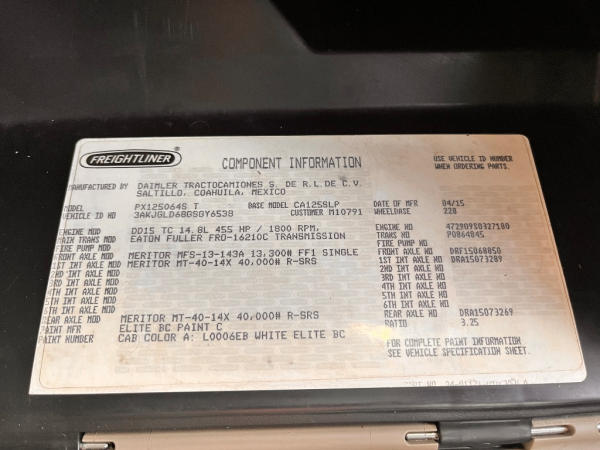 FREIGHTLINER
COMPONENT INFORMATION
USE VEHICLE ID NUMBER
WHEN ORDERING PARTS.
MANUFACTURED BY DAIMLER TRACTOCAMIONES S. DE R.L.DE C.V.
SALTILLO, COAHUILA, MEXICO
MODEL PX125064S T BASE MODEL CA125SLP DATE OF MFR 04/15
VEHICLE ID NO 3AKJGLD68GSGY6538 CUSTOMER M10791 WHEELBASE 228
ENGINE MOD DD15 TC 14.8L 455 HP / 1800 RPM, ENGINE NO 472909S0327180
MAIN TRANS MOD EATON FULLER FRO-16210C TRANSMISSION TRANS NO P0864845
FIRE PUMP MOD FIRE PUMP NO
FRONT AXLE MOD MERITOR MFS-13-143A 13,300# FF1 SINGLE FRONT AXLE NO DRF15068850
1ST INT AXLE MOD MERITOR MT-40-14X 40,000# R-SRS 1ST INT AXLE NO DRA15073289
2ND INT AXLE MOD 2ND INT AXLE NO
3RD INT AXLE MOD 3RD INT AXLE NO
4TH INT AXLE MOD 4TH INT AXLE NO
5TH INT AXLE MOD 5TH INT AXLE NO
6TH INT AXLE MOD 6TH INT AXLE NO
REAR AXLE MOD MERITOR MT-40-14X 40,000# R-SRS REAR AXLE NO DRA15073269
PAINT MFR ELITE BC PAINT C RATIO 3.25
PAINT NUMBER CAB COLOR A: L0006EB WHITE ELITE BC
FOR COMPLETE PAINT INFORMATION
SEE VEHICLE SPECIFICATION SHEET.